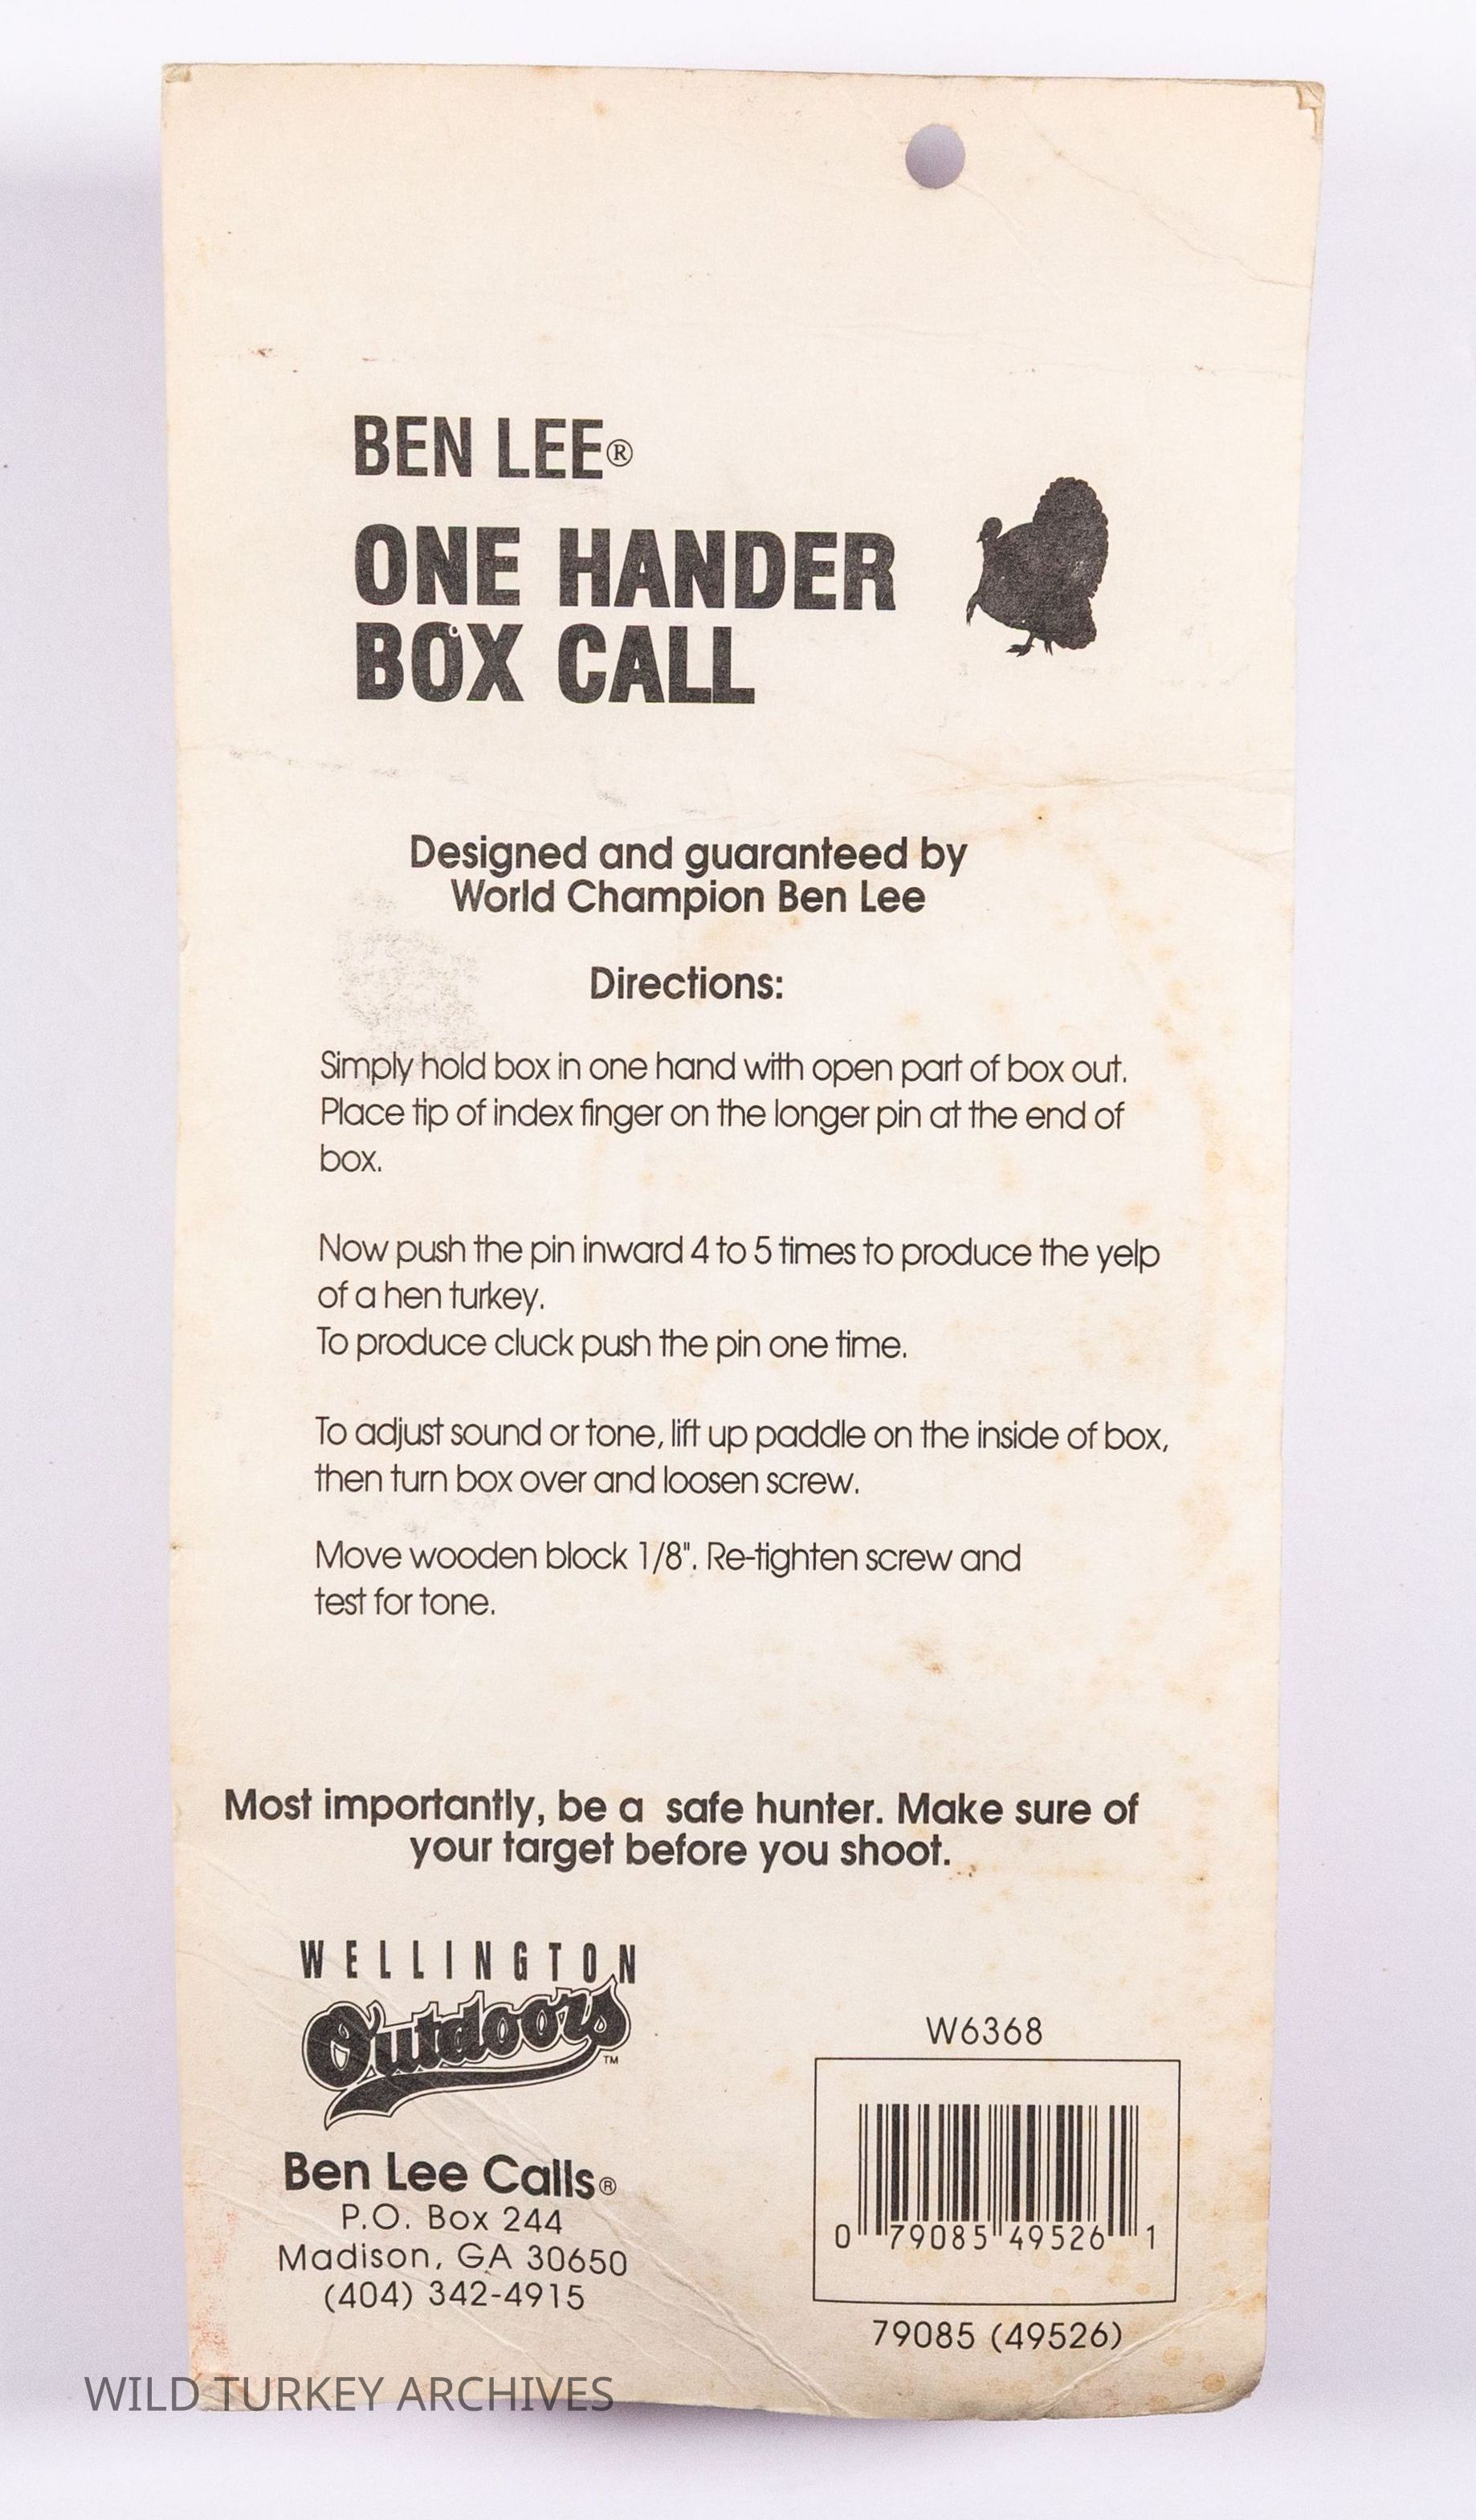 BEN LEE®
ONE HANDER
BOX CALL
Designed and guaranteed by
World Champion Ben Lee
Directions:
Simply hold box in one hand with open part of box out.
Place tip of index finger on the longer pin at the end of
box.
Now push the pin inward 4 to 5 times to produce the yelp
of a hen turkey.
To produce cluck push the pin one time.
To adjust sound or tone, lift up paddle on the inside of box,
then turn box over and loosen screw.
Move wooden block 1/8". Re-tighten screw and
test for tone.
Most importantly, be a safe hunter. Make sure of
your target before you shoot.
WELLINGTON
Outdoors™
Ben Lee Calls®
P.O. Box 244
Madison, GA 30650
(404) 342-4915
W6368
0 79085 49526 1
79085 (49526)
WILD TURKEY ARCHIVES